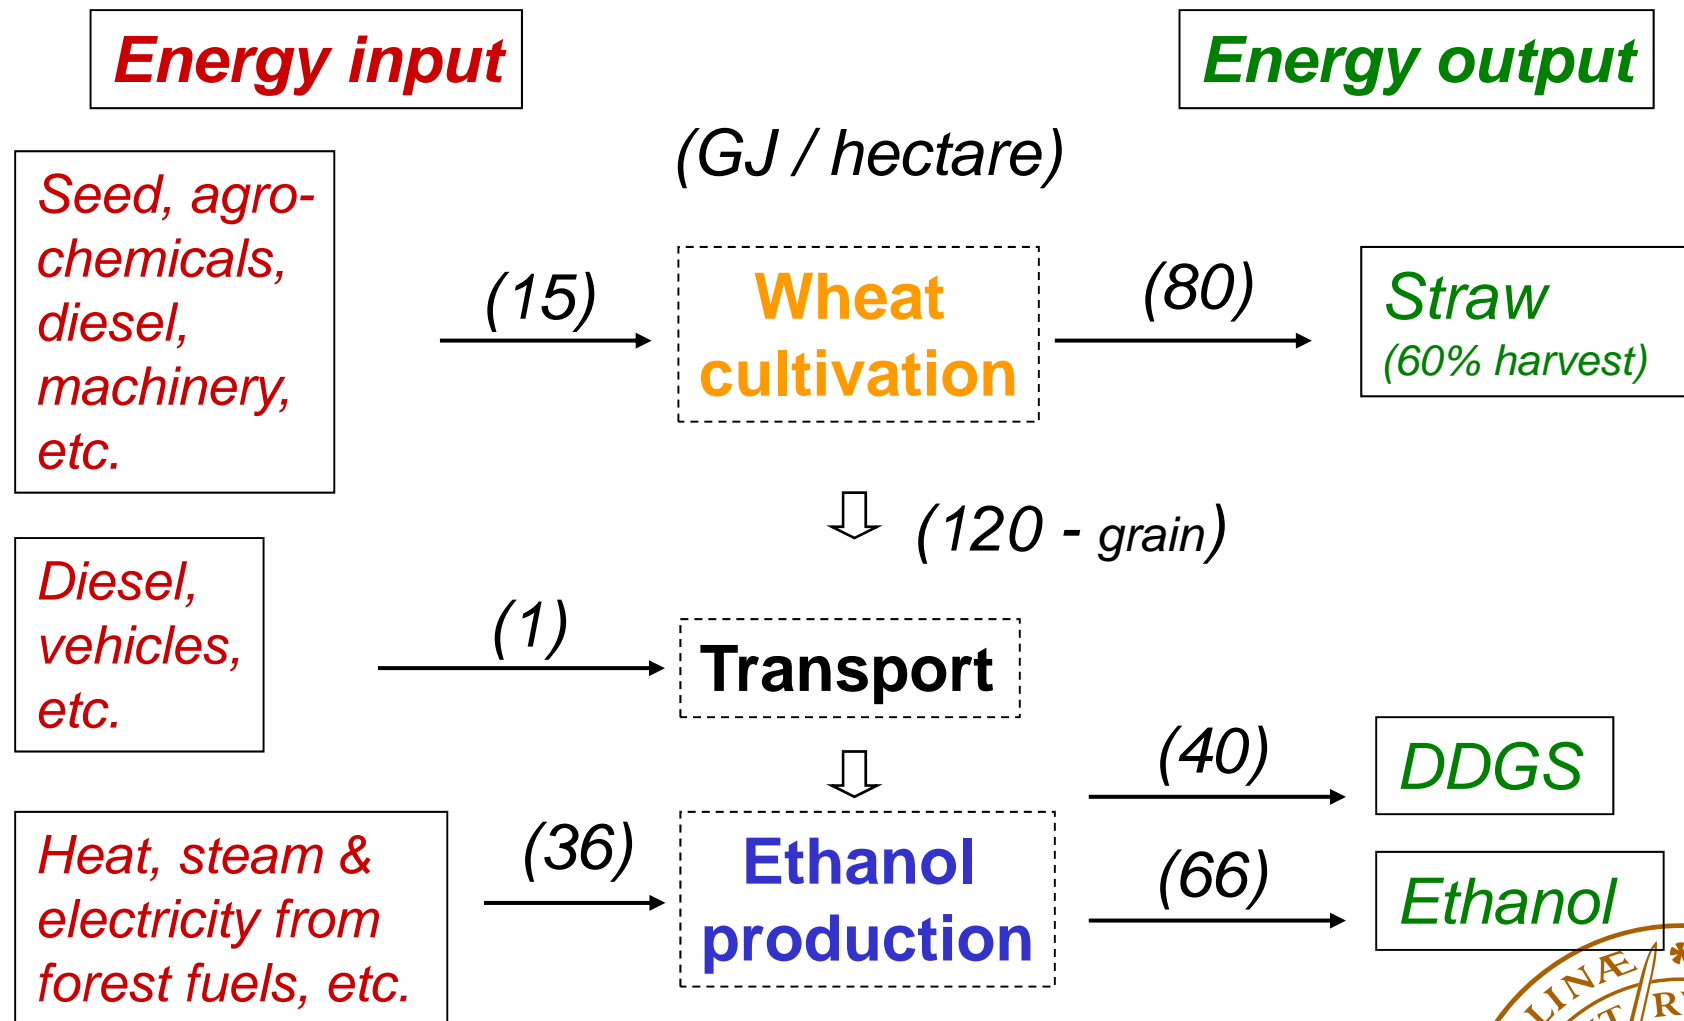 Energy input
Energy output
(GJ / hectare)
Seed, agro-
chemicals,
diesel,
machinery,
etc.
(15)
Wheat
cultivation
(80)
Straw
(60% harvest)
(120 - grain)
Diesel,
vehicles,
etc.
(1)
Transport
(40)
DDGS
Heat, steam &
electricity from
forest fuels, etc.
(36)
Ethanol
production
(66)
Ethanol